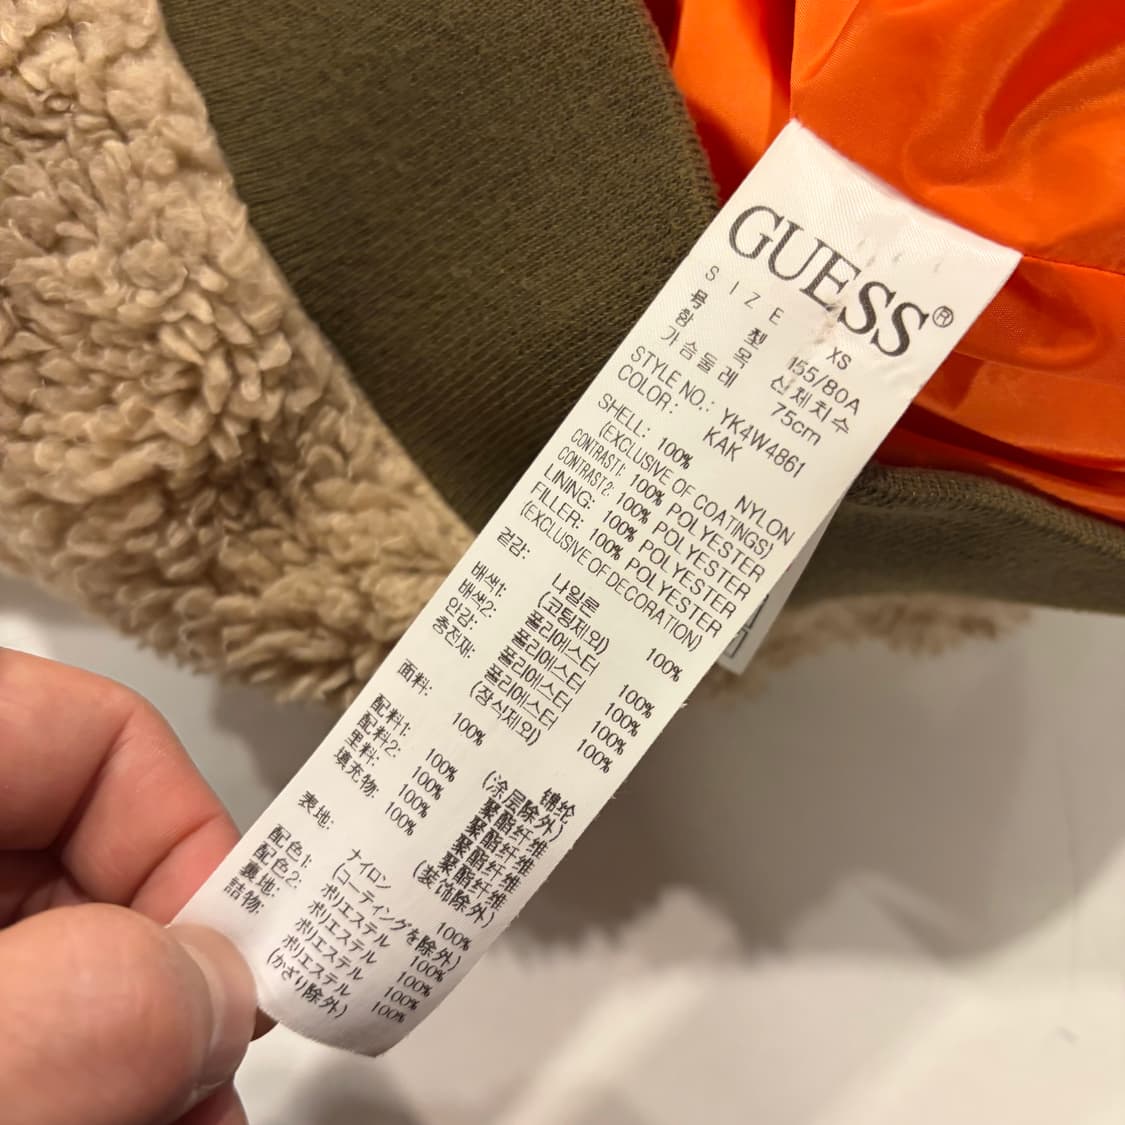 GUESS®
SIZE XS
호형 155/80A
항목 신체치수
가슴둘레 75cm
STYLE NO.: YK4W4861
COLOR: KAK
SHELL: 100% NYLON
(EXCLUSIVE OF COATINGS)
CONTRAST1: 100% POLYESTER
CONTRAST2: 100% POLYESTER
LINING: 100% POLYESTER
FILLER: 100% POLYESTER
(EXCLUSIVE OF DECORATION)
겉감: 나일론 100%
(코팅제외)
배색1: 폴리에스터 100%
배색2: 폴리에스터 100%
안감: 폴리에스터 100%
충전재: 폴리에스터 100%
(장식제외)
面料: 100% 锦纶
(涂层除外)
配料1: 100% 聚酯纤维
配料2: 100% 聚酯纤维
里料: 100% 聚酯纤维
填充物: 100% 聚酯纤维
(装饰除外)
表地: ナイロン 100%
(コーティングを除外)
配色1: ポリエステル 100%
配色2: ポリエステル 100%
裏地: ポリエステル 100%
詰物: ポリエステル 100%
(かざり除外)